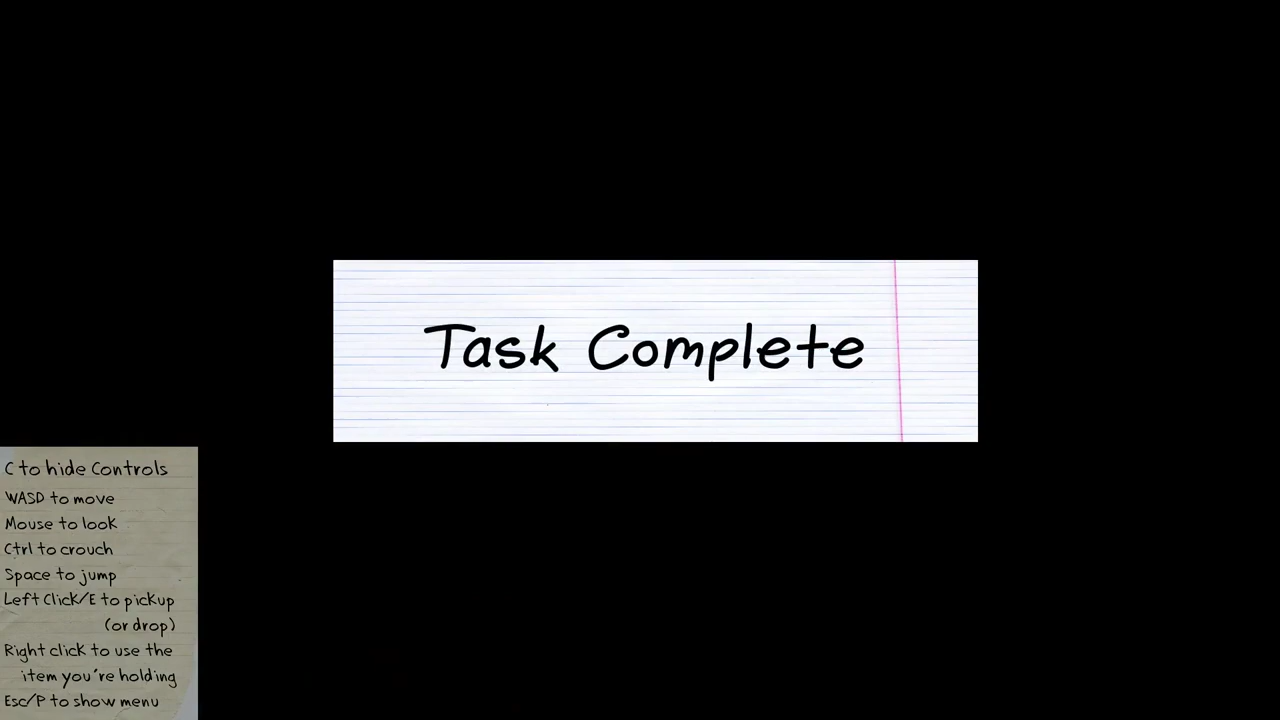 Task Complete
C to hide Controls
WASD to move
Mouse to look
Ctrl to crouch
Space to jump
Left Click/E to pickup
(or drop)
Right click to use the
item you're holding
Esc/P to show menu